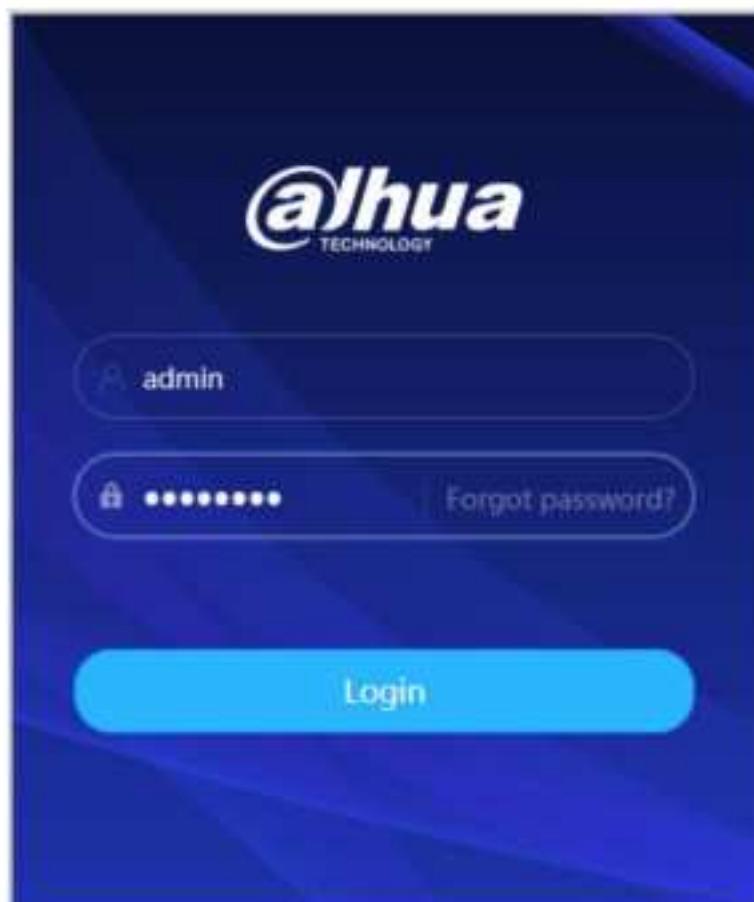 alhua
TECHNOLOGY
admin
••••••••
Forgot password?
Login